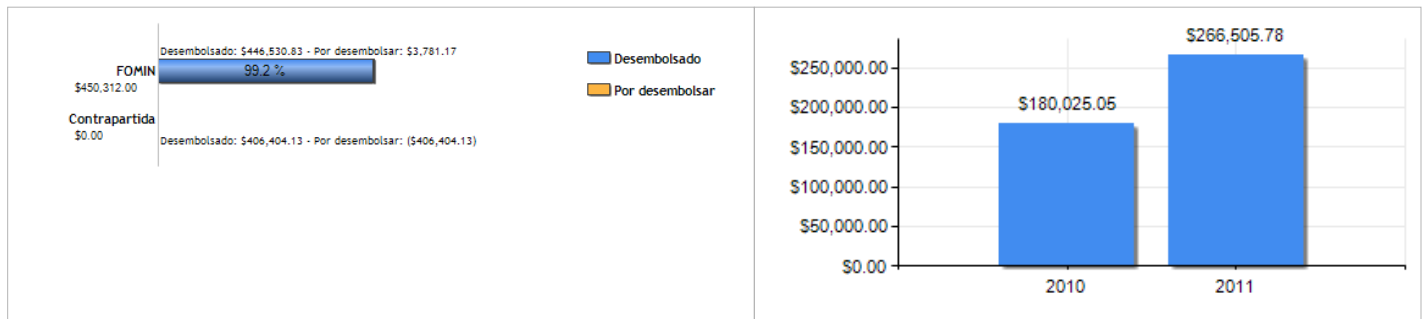 Desembolsado: $446,530.83 - Por desembolsar: $3,781.17
FOMIN
99.2 %
$450,312.00
Contrapartida
$0.00
Desembolsado: $406,404.13 - Por desembolsar: ($406,404.13)
Desembolsado
Por desembolsar
$266,505.78
$250,000.00
$200,000.00
$180,025.05
$150,000.00
$100,000.00
$50,000.00
$0.00
2010 2011